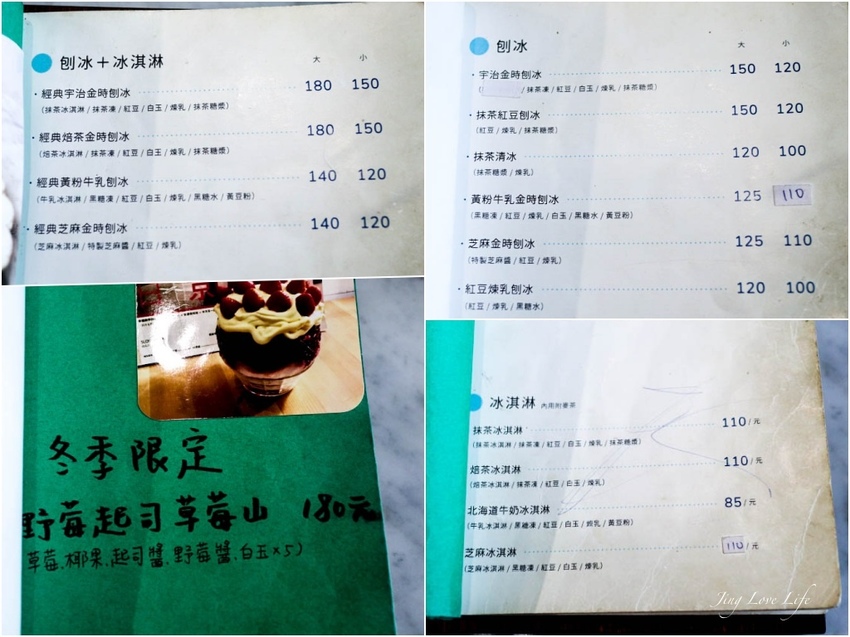 刨冰+冰淇淋 大 小
·經典宇治金時刨冰 180 150
(抹茶冰淇淋/抹茶凍/紅豆/白玉/煉乳/抹茶糖漿)
·經典焙茶金時刨冰 180 150
(焙茶冰淇淋/抹茶凍/紅豆/白玉/煉乳/抹茶糖漿)
·經典黃粉牛乳刨冰 140 120
(牛乳冰淇淋/黑糖凍/紅豆/白玉/煉乳/黑糖水/黃豆粉)
·經典芝麻金時刨冰 140 120
(芝麻冰淇淋/特製芝麻醬/紅豆/煉乳)
刨冰 大 小
·宇治金時刨冰 150 120
(/抹茶凍/紅豆/白玉/煉乳/抹茶糖漿)
·抹茶紅豆刨冰 150 120
(紅豆/煉乳/抹茶糖漿)
·抹茶清冰 120 100
(抹茶糖漿/煉乳)
·黃粉牛乳金時刨冰 125 110
(黑糖凍/紅豆/煉乳/白玉/黑糖水/黃豆粉)
·芝麻金時刨冰 125 110
(特製芝麻醬/紅豆/煉乳)
·紅豆煉乳刨冰 120 100
(紅豆/煉乳/黑糖水)
冬季限定
野莓起司草莓山 180元
草莓、椰果、起司醬、野莓醬、白玉×5)
冰淇淋 內用附麥茶
抹茶冰淇淋 110/元
(抹茶冰淇淋/抹茶凍/紅豆/白玉/煉乳/抹茶糖漿)
焙茶冰淇淋 110/元
(焙茶冰淇淋/抹茶凍/紅豆/白玉/煉乳)
北海道牛奶冰淇淋 85/元
(牛乳冰淇淋/黑糖凍/紅豆/白玉/煉乳/黃豆粉)
芝麻冰淇淋 110/元
(芝麻冰淇淋/黑糖凍/紅豆/白玉/煉乳)
Jing Love Life